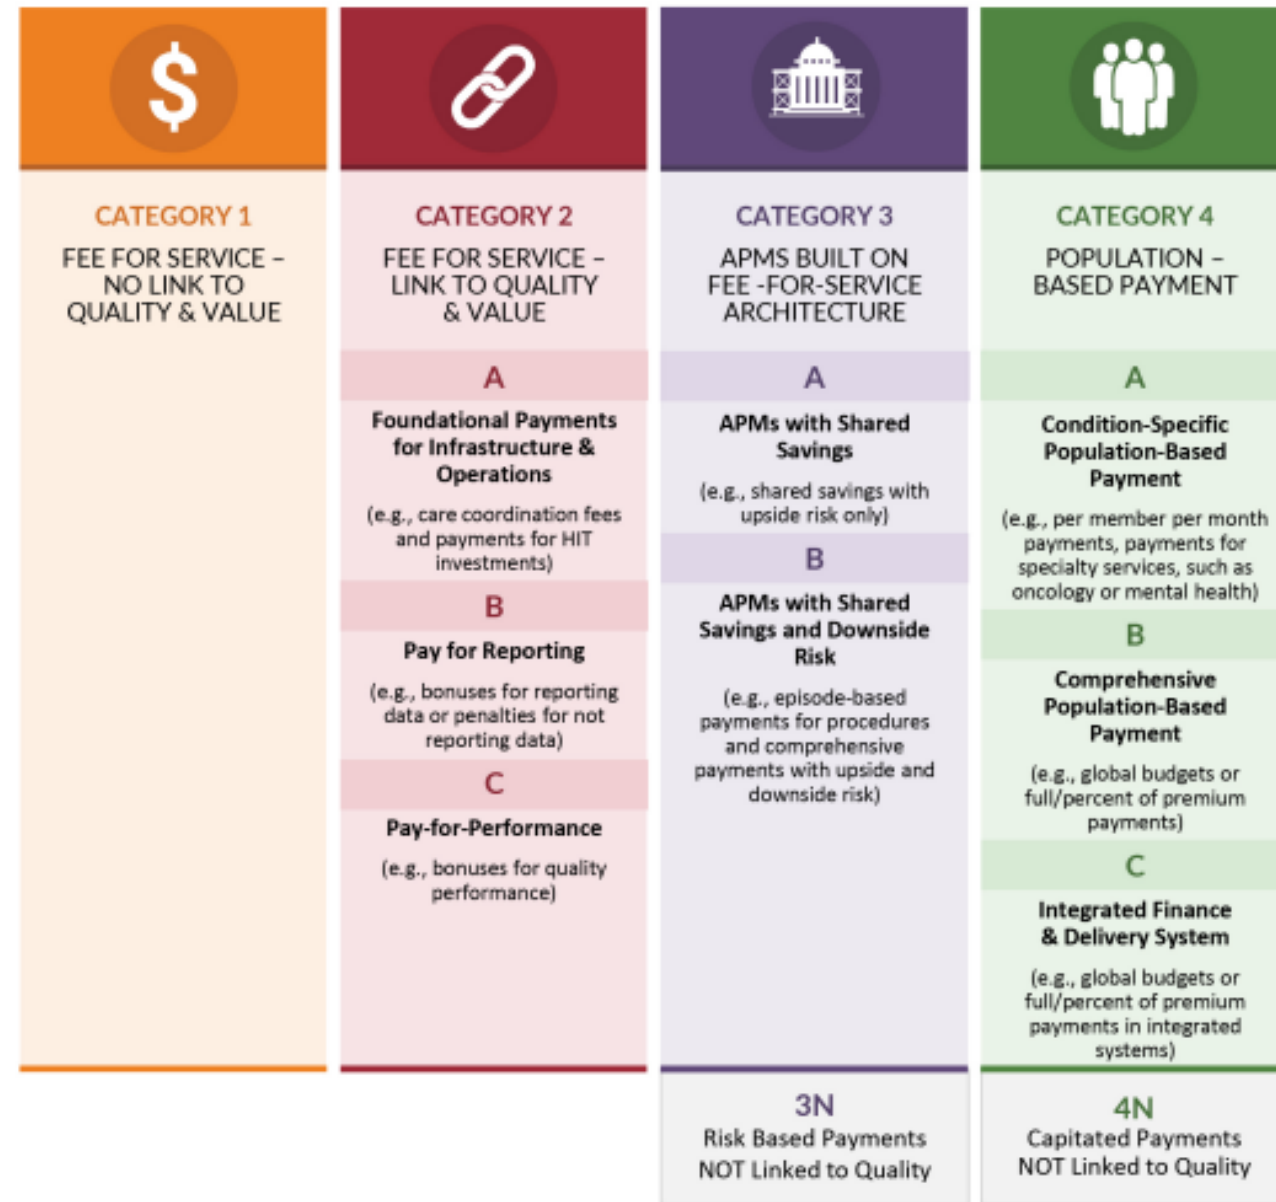 $
CATEGORY 1
FEE FOR SERVICE –
NO LINK TO
QUALITY & VALUE
CATEGORY 2
FEE FOR SERVICE –
LINK TO QUALITY
& VALUE
A
Foundational Payments
for Infrastructure &
Operations
(e.g., care coordination fees
and payments for HIT
investments)
B
Pay for Reporting
(e.g., bonuses for reporting
data or penalties for not
reporting data)
C
Pay-for-Performance
(e.g., bonuses for quality
performance)
CATEGORY 3
APMS BUILT ON
FEE -FOR-SERVICE
ARCHITECTURE
A
APMs with Shared
Savings
(e.g., shared savings with
upside risk only)
B
APMs with Shared
Savings and Downside
Risk
(e.g., episode-based
payments for procedures
and comprehensive
payments with upside and
downside risk)
3N
Risk Based Payments
NOT Linked to Quality
CATEGORY 4
POPULATION –
BASED PAYMENT
A
Condition-Specific
Population-Based
Payment
(e.g., per member per month
payments, payments for
specialty services, such as
oncology or mental health)
B
Comprehensive
Population-Based
Payment
(e.g., global budgets or
full/percent of premium
payments)
C
Integrated Finance
& Delivery System
(e.g., global budgets or
full/percent of premium
payments in integrated
systems)
4N
Capitated Payments
NOT Linked to Quality